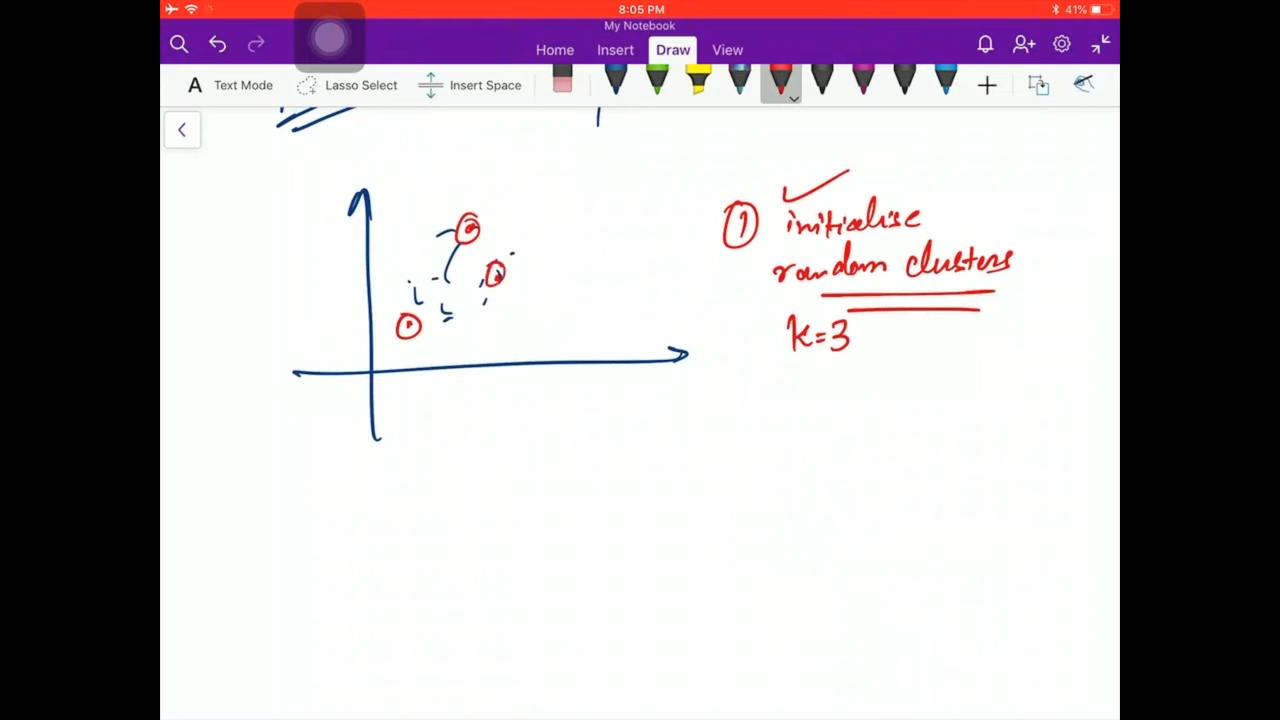 8:05 PM
41%
My Notebook
Home Insert Draw View
A Text Mode Lasso Select Insert Space
① initialise
random clusters
k=3